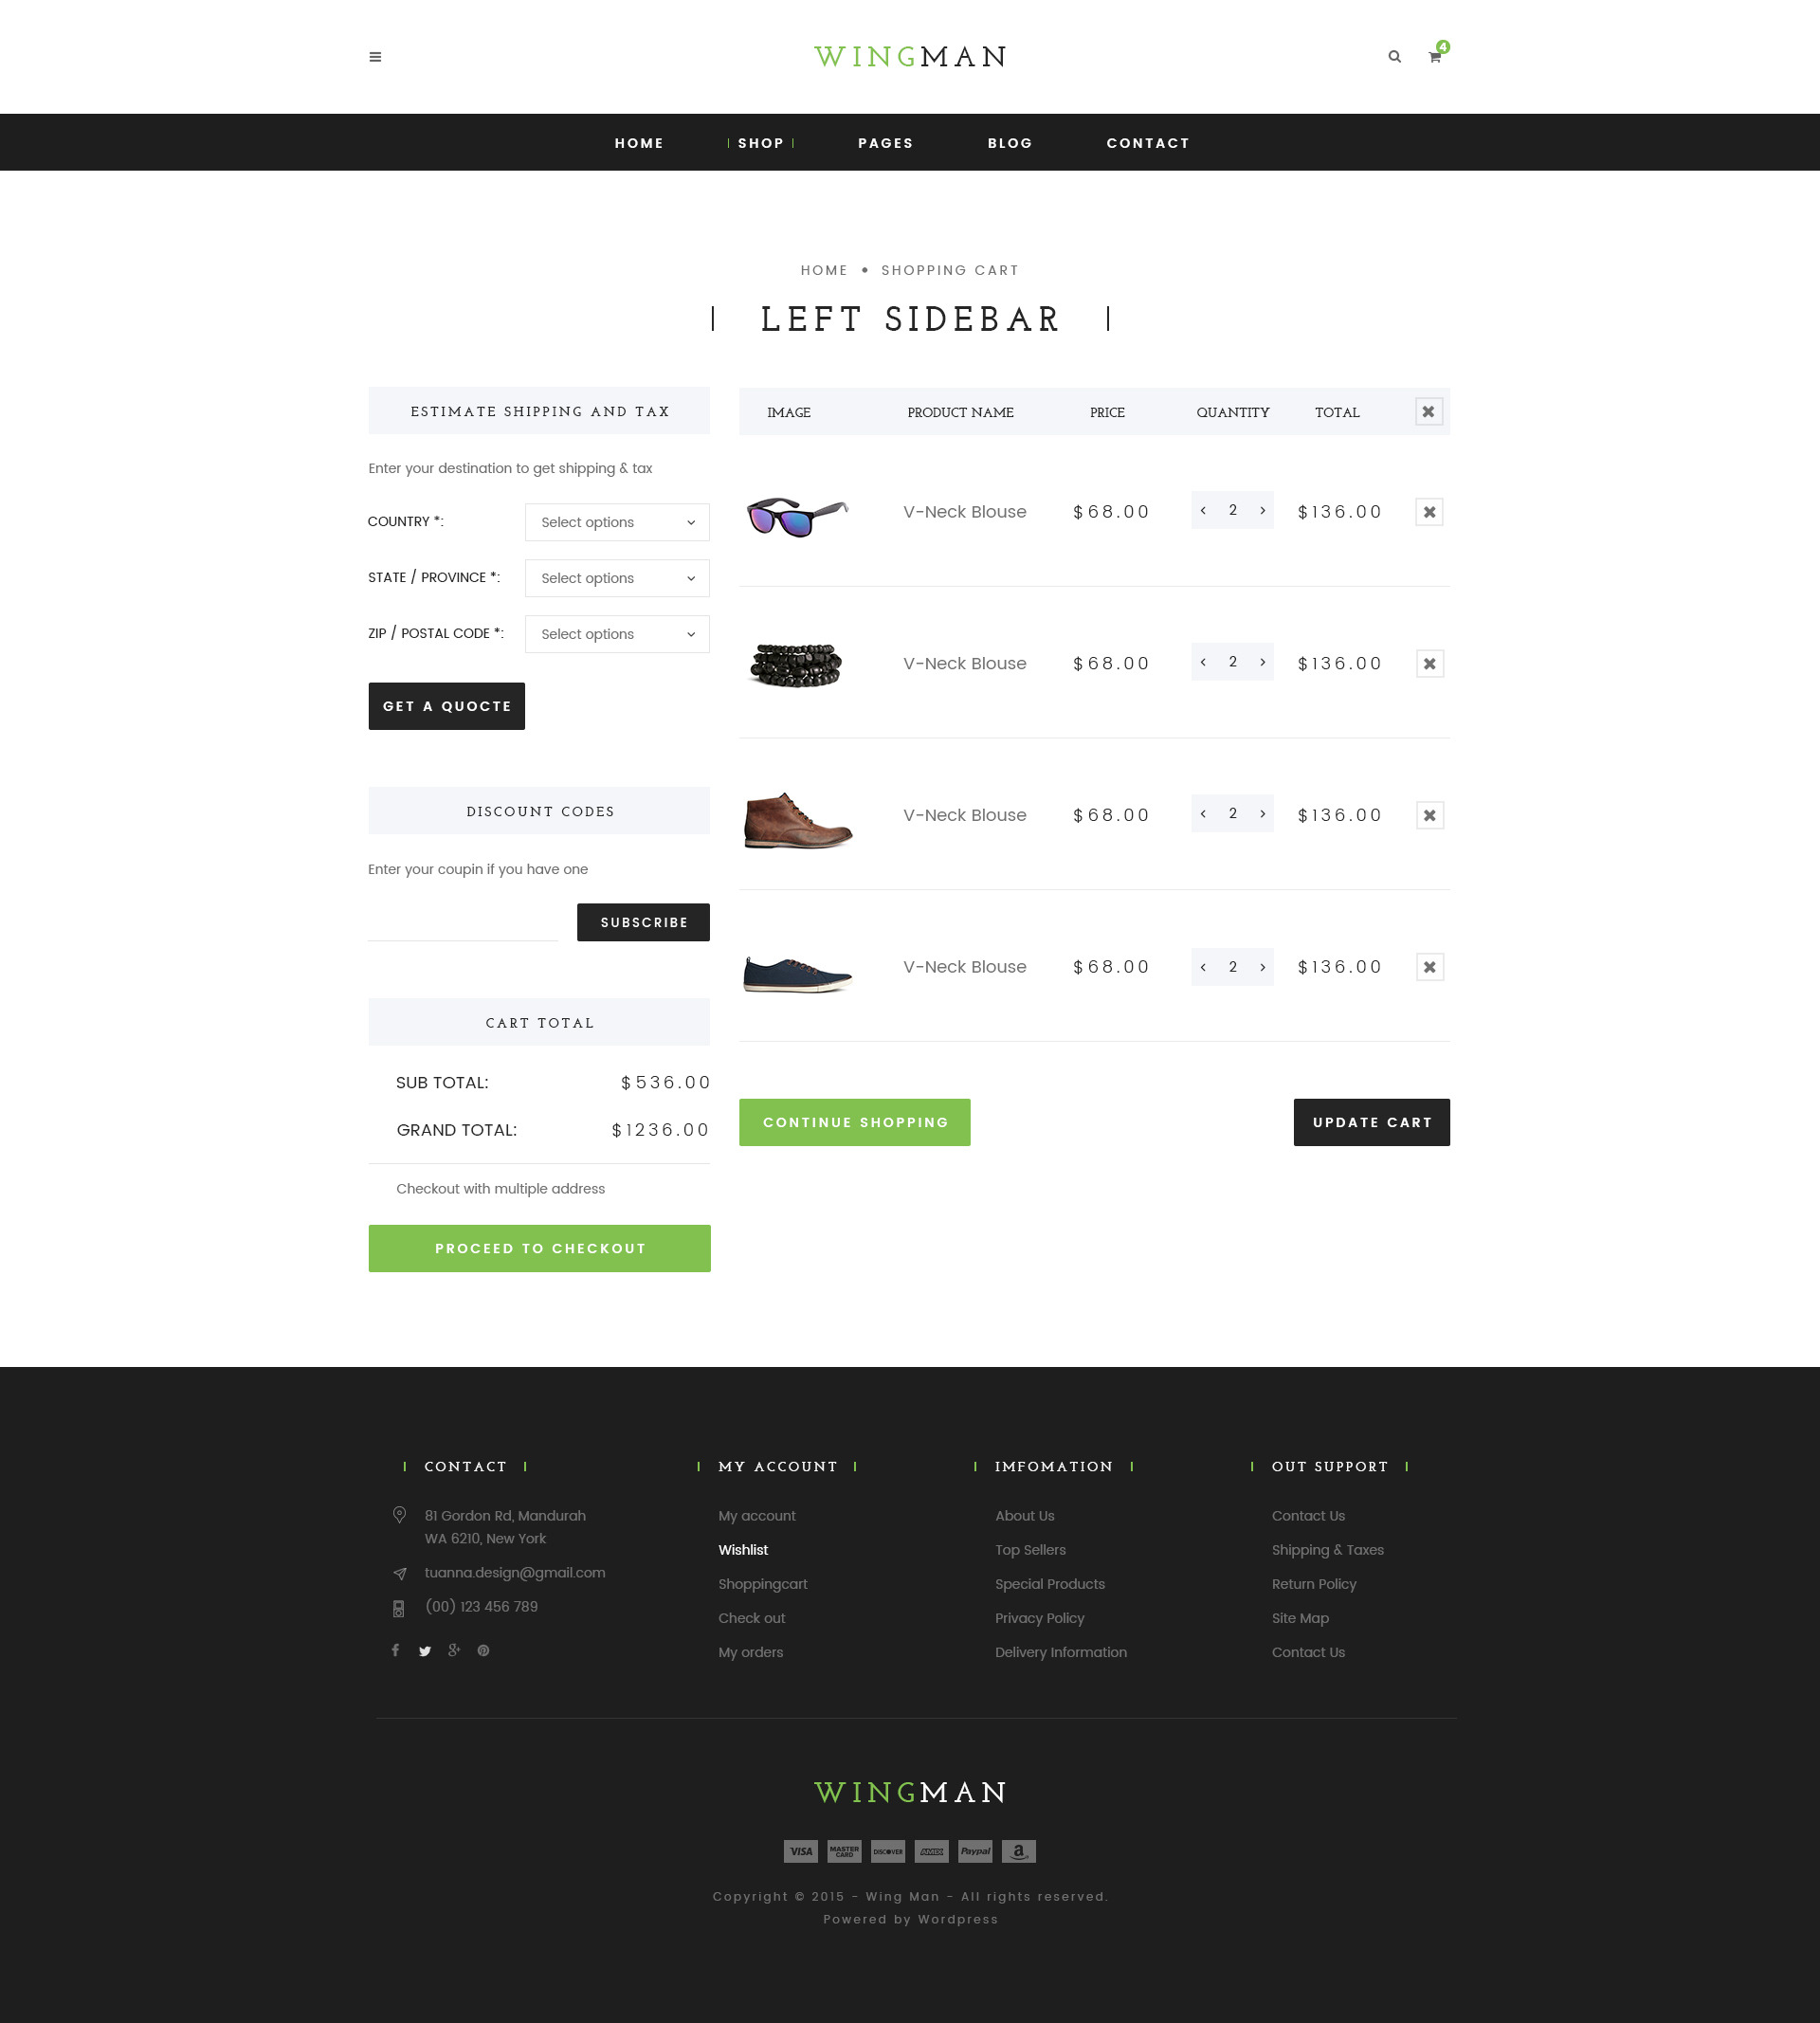 WINGMAN
4
HOME SHOP PAGES BLOG CONTACT
HOME • SHOPPING CART
LEFT SIDEBAR
ESTIMATE SHIPPING AND TAX
Enter your destination to get shipping & tax
COUNTRY *: Select options
STATE / PROVINCE *: Select options
ZIP / POSTAL CODE *: Select options
GET A QUOCTE
DISCOUNT CODES
Enter your coupin if you have one
SUBSCRIBE
CART TOTAL
SUB TOTAL: $536.00
GRAND TOTAL: $1236.00
Checkout with multiple address
PROCEED TO CHECKOUT
IMAGE PRODUCT NAME PRICE QUANTITY TOTAL
V-Neck Blouse $68.00 2 $136.00
V-Neck Blouse $68.00 2 $136.00
V-Neck Blouse $68.00 2 $136.00
V-Neck Blouse $68.00 2 $136.00
CONTINUE SHOPPING UPDATE CART
CONTACT
81 Gordon Rd, Mandurah
WA 6210, New York
tuanna.design@gmail.com
(00) 123 456 789
MY ACCOUNT
My account
Wishlist
Shoppingcart
Check out
My orders
IMFOMATION
About Us
Top Sellers
Special Products
Privacy Policy
Delivery Information
OUT SUPPORT
Contact Us
Shipping & Taxes
Return Policy
Site Map
Contact Us
WINGMAN
VISA MASTER CARD DISCOVER AMEX Paypal a
Copyright © 2015 - Wing Man - All rights reserved.
Powered by Wordpress